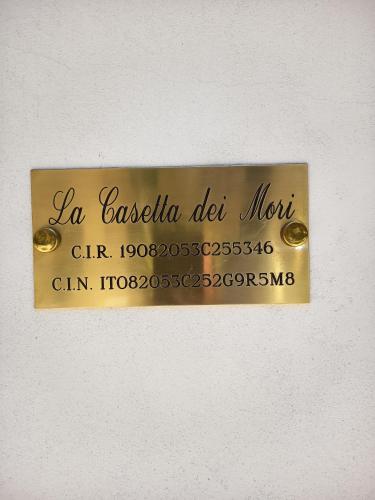 La Casetta dei Mori
C.I.R. 19082053C255346
C.I.N. IT082053C252G9R5M8